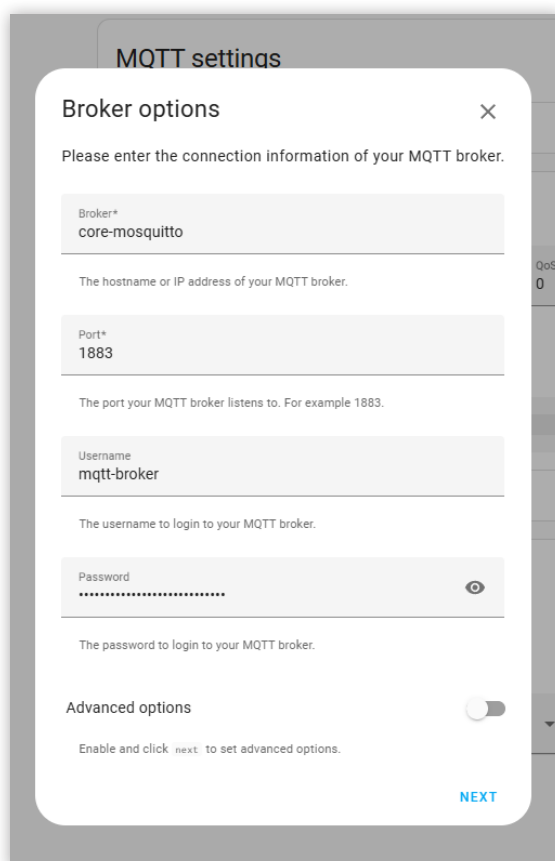 MQTT settings
Broker options
Please enter the connection information of your MQTT broker.
Broker*
core-mosquitto
The hostname or IP address of your MQTT broker.
QoS
0
Port*
1883
The port your MQTT broker listens to. For example 1883.
Username
mqtt-broker
The username to login to your MQTT broker.
Password
••••••••••••••••••••••••••••
The password to login to your MQTT broker.
Advanced options
Enable and click next to set advanced options.
NEXT